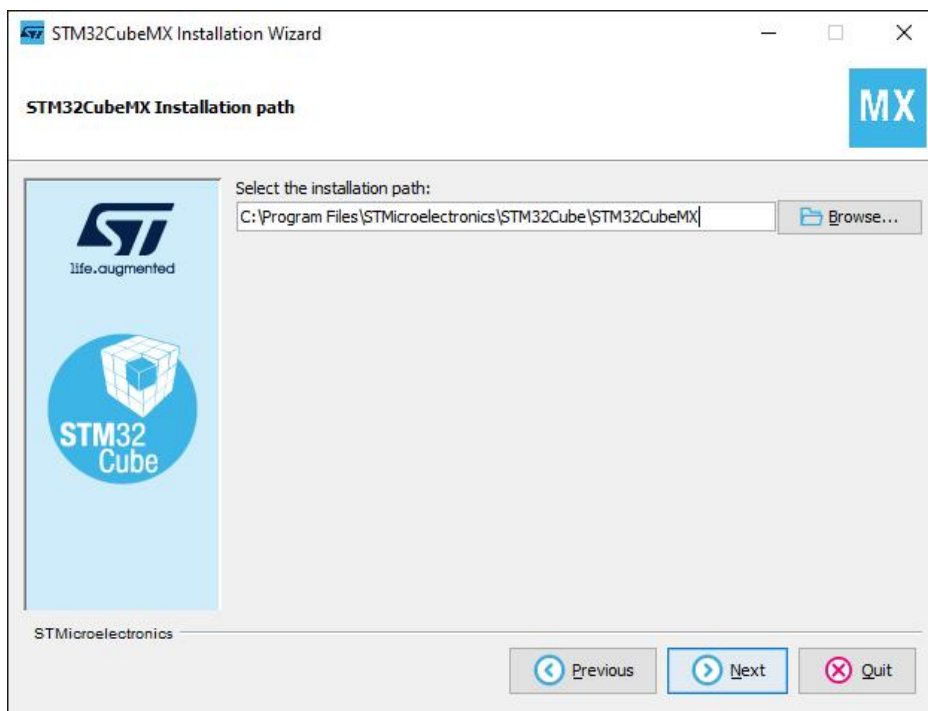 STM32CubeMX Installation Wizard
STM32CubeMX Installation path
MX
Select the installation path:
C:\Program Files\STMicroelectronics\STM32Cube\STM32CubeMX
Browse...
ST
life.augmented
STM32
Cube
STMicroelectronics
Previous
Next
Quit